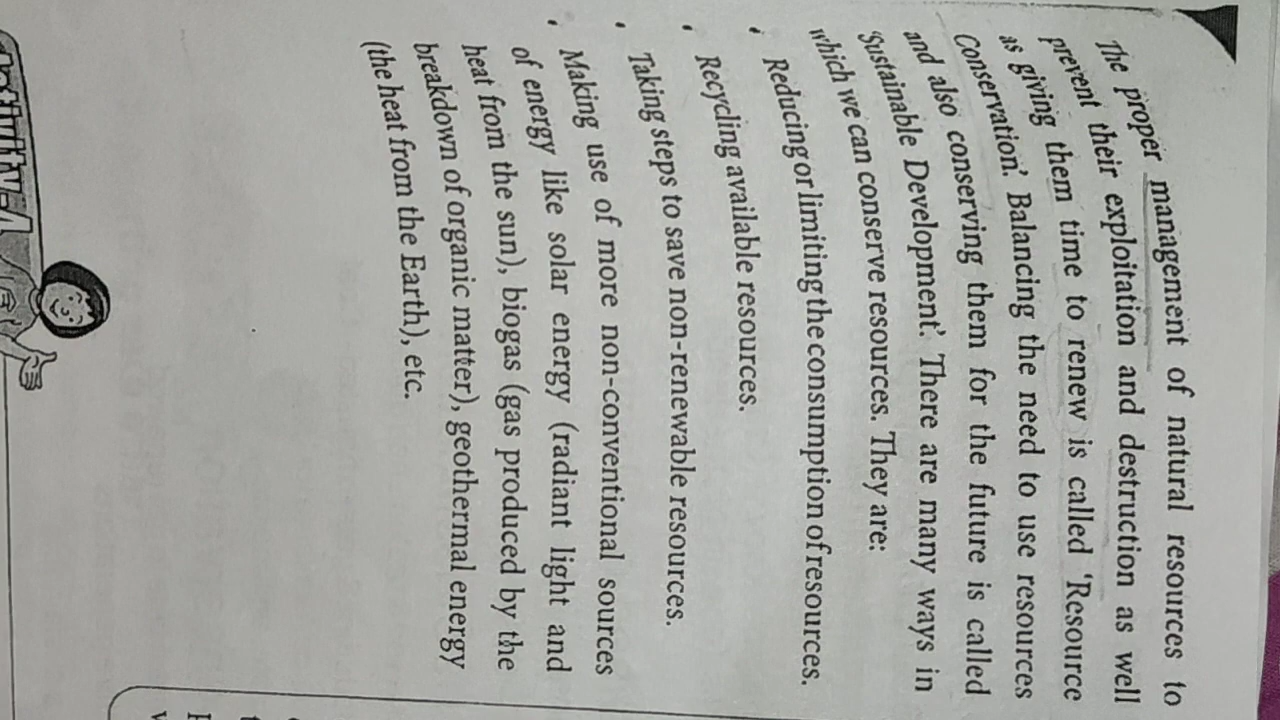 The proper management of natural resources to
prevent their exploitation and destruction as well
as giving them time to renew is called ‘Resource
Conservation’. Balancing the need to use resources
and also conserving them for the future is called
‘Sustainable Development’. There are many ways in
which we can conserve resources. They are:
• Reducing or limiting the consumption of resources.
• Recycling available resources.
• Taking steps to save non-renewable resources.
• Making use of more non-conventional sources
of energy like solar energy (radiant light and
heat from the sun), biogas (gas produced by the
breakdown of organic matter), geothermal energy
(the heat from the Earth), etc.